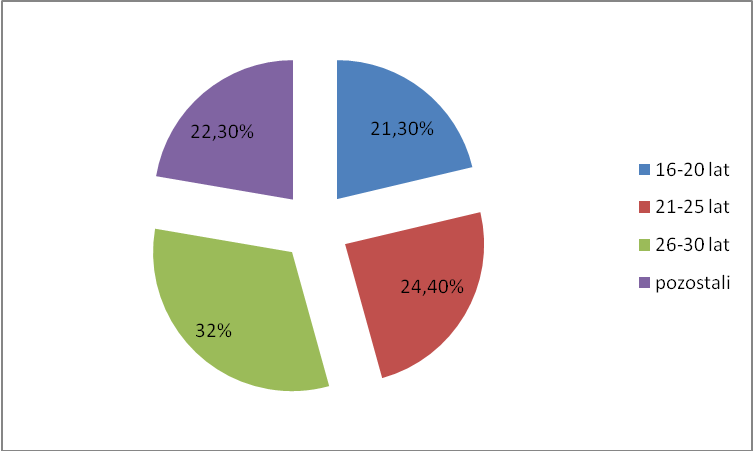 22,30%
21,30%
24,40%
32%
16-20 lat
21-25 lat
26-30 lat
pozostali